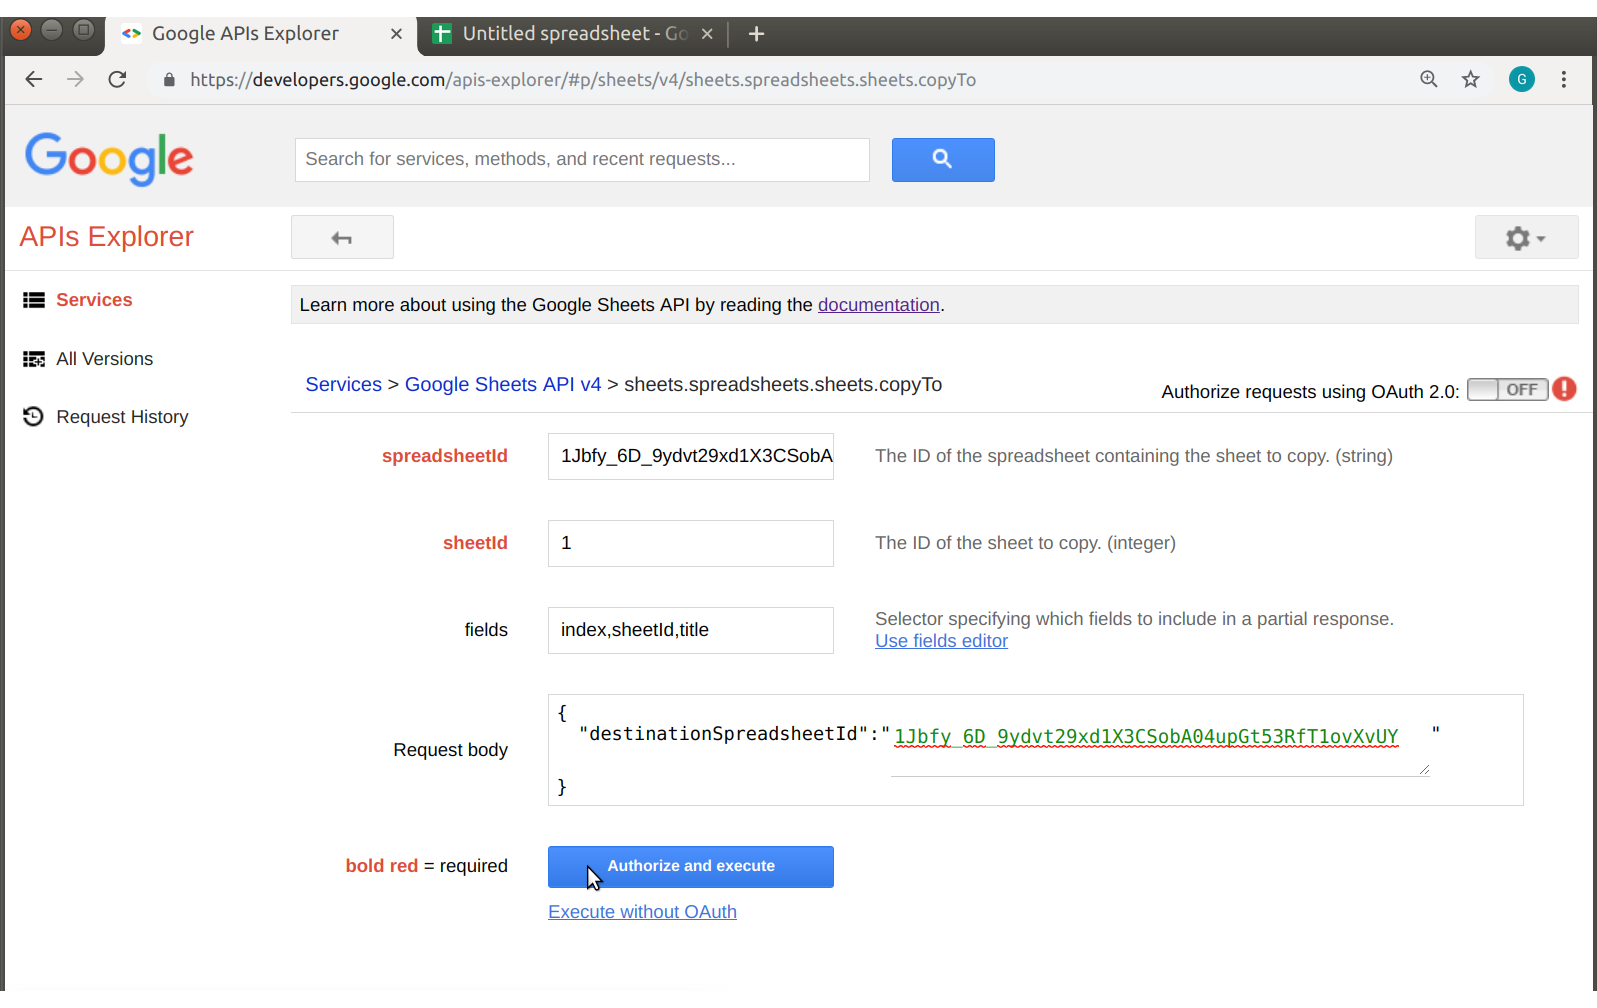 Google APIs Explorer
Untitled spreadsheet - Go
https://developers.google.com/apis-explorer/#p/sheets/v4/sheets.spreadsheets.sheets.copyTo
G
Google
Search for services, methods, and recent requests...
APIs Explorer
Services
All Versions
Request History
Learn more about using the Google Sheets API by reading the documentation.
Services > Google Sheets API v4 > sheets.spreadsheets.sheets.copyTo
Authorize requests using OAuth 2.0: OFF
spreadsheetId 1Jbfy_6D_9ydvt29xd1X3CSobA The ID of the spreadsheet containing the sheet to copy. (string)
sheetId 1 The ID of the sheet to copy. (integer)
fields index,sheetId,title Selector specifying which fields to include in a partial response.
Use fields editor
Request body
{
"destinationSpreadsheetId":"1Jbfy_6D_9ydvt29xd1X3CSobA04upGt53RfT1ovXvUY"
}
bold red = required
Authorize and execute
Execute without OAuth